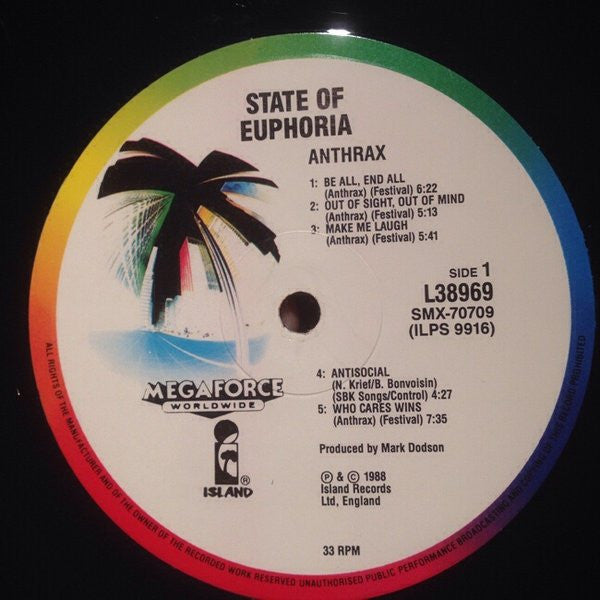 STATE OF
EUPHORIA
ANTHRAX
1: BE ALL, END ALL
(Anthrax) (Festival) 6:22
2: OUT OF SIGHT, OUT OF MIND
(Anthrax) (Festival) 5:13
3: MAKE ME LAUGH
(Anthrax) (Festival) 5:41
SIDE 1
L38969
SMX-70709
(ILPS 9916)
4: ANTISOCIAL
(N. Krief/B. Bonvoisin)
(SBK Songs/Control) 4:27
5: WHO CARES WINS
(Anthrax) (Festival) 7:35
Produced by Mark Dodson
MEGAFORCE
WORLDWIDE
ISLAND®
Ⓟ & © 1988
Island Records
Ltd, England
33 RPM
ALL RIGHTS OF THE MANUFACTURER AND OF THE OWNER OF THE RECORDED WORK RESERVED UNAUTHORISED PUBLIC PERFORMANCE BROADCASTING AND COPYING OF THIS RECORD PROHIBITED